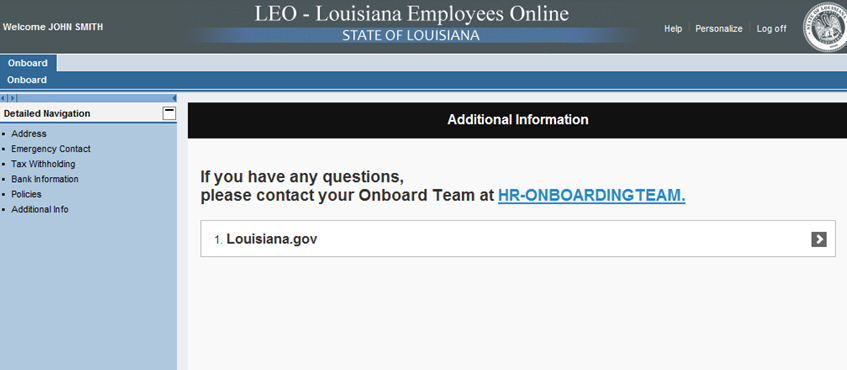 LEO - Louisiana Employees Online
Welcome JOHN SMITH
STATE OF LOUISIANA
Help Personalize Log off
Onboard
Onboard
Detailed Navigation
Address
Emergency Contact
Tax Withholding
Bank Information
Policies
Additional Info
Additional Information
If you have any questions,
please contact your Onboard Team at HR-ONBOARDINGTEAM.
1. Louisiana.gov